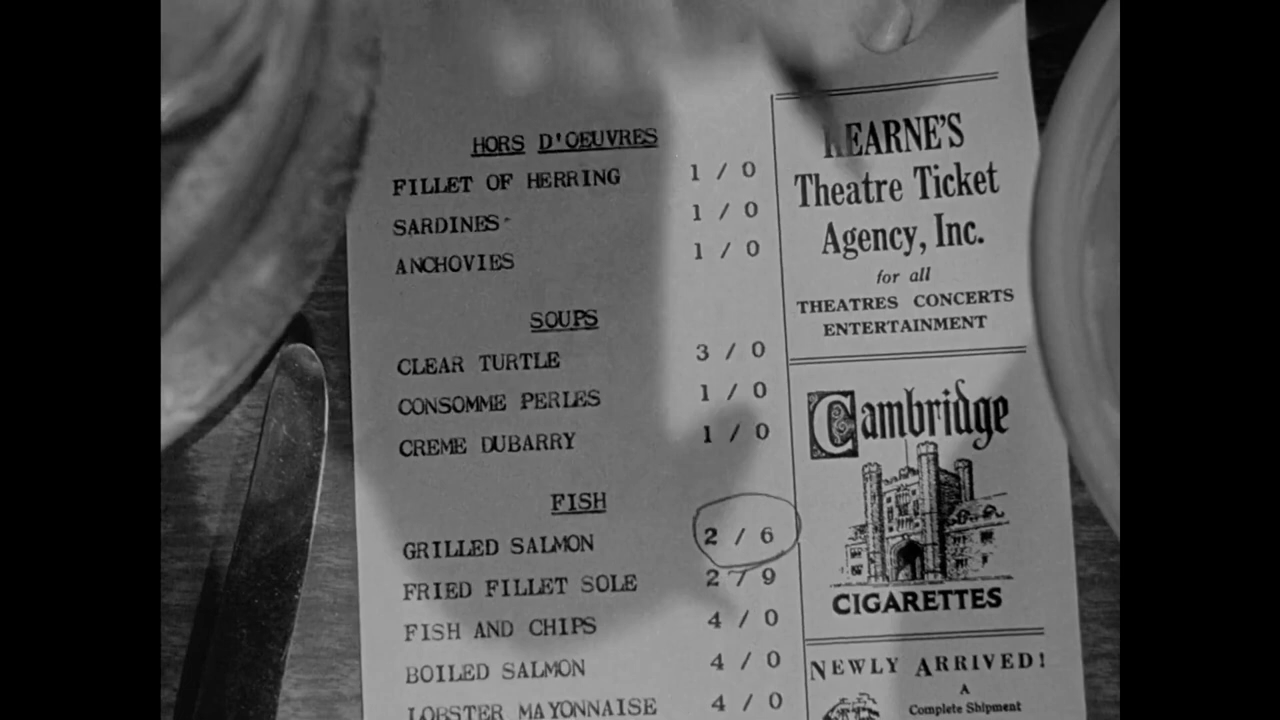 HORS D'OEUVRES
FILLET OF HERRING 1 / 0
SARDINES 1 / 0
ANCHOVIES 1 / 0
SOUPS
CLEAR TURTLE 3 / 0
CONSOMME PERLES 1 / 0
CREME DUBARRY 1 / 0
FISH
GRILLED SALMON 2 / 6
FRIED FILLET SOLE 2 / 9
FISH AND CHIPS 4 / 0
BOILED SALMON 4 / 0
LOBSTER MAYONNAISE 4 / 0
KEARNE'S
Theatre Ticket
Agency, Inc.
for all
THEATRES CONCERTS
ENTERTAINMENT
Cambridge
CIGARETTES
NEWLY ARRIVED!
A
Complete Shipment